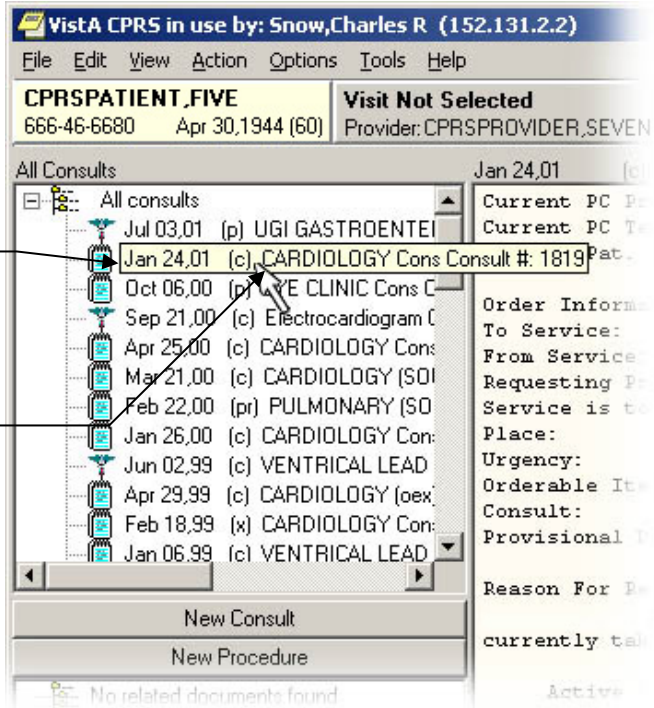 VistA CPRS in use by: Snow,Charles R (152.131.2.2)
File Edit View Action Options Tools Help
CPRSPATIENT,FIVE
666-46-6680 Apr 30,1944 (60)
Visit Not Selected
Provider: CPRSPROVIDER,SEVEN
All Consults
All consults
Jul 03,01 (p) UGI GASTROENTEI
Jan 24,01 (c) CARDIOLOGY Cons Consult #: 1819
Oct 06,00 (p) EYE CLINIC Cons C
Sep 21,00 (c) Electrocardiogram C
Apr 25,00 (c) CARDIOLOGY Cons
Mar 21,00 (c) CARDIOLOGY (SOI
Feb 22,00 (pr) PULMONARY (SO
Jan 26,00 (c) CARDIOLOGY Con
Jun 02,99 (c) VENTRICAL LEAD
Apr 29,99 (c) CARDIOLOGY (oex
Feb 18,99 (x) CARDIOLOGY Con
Jan 06,99 (c) VENTRICAL LEAD
New Consult
New Procedure
No related documents found
Jan 24,01
Current PC
Current PC
Pat.
Order Inform
To Service:
From Service
Requesting
Service is to
Place:
Urgency:
Orderable
Consult:
Provisional
Reason For
currently
Active